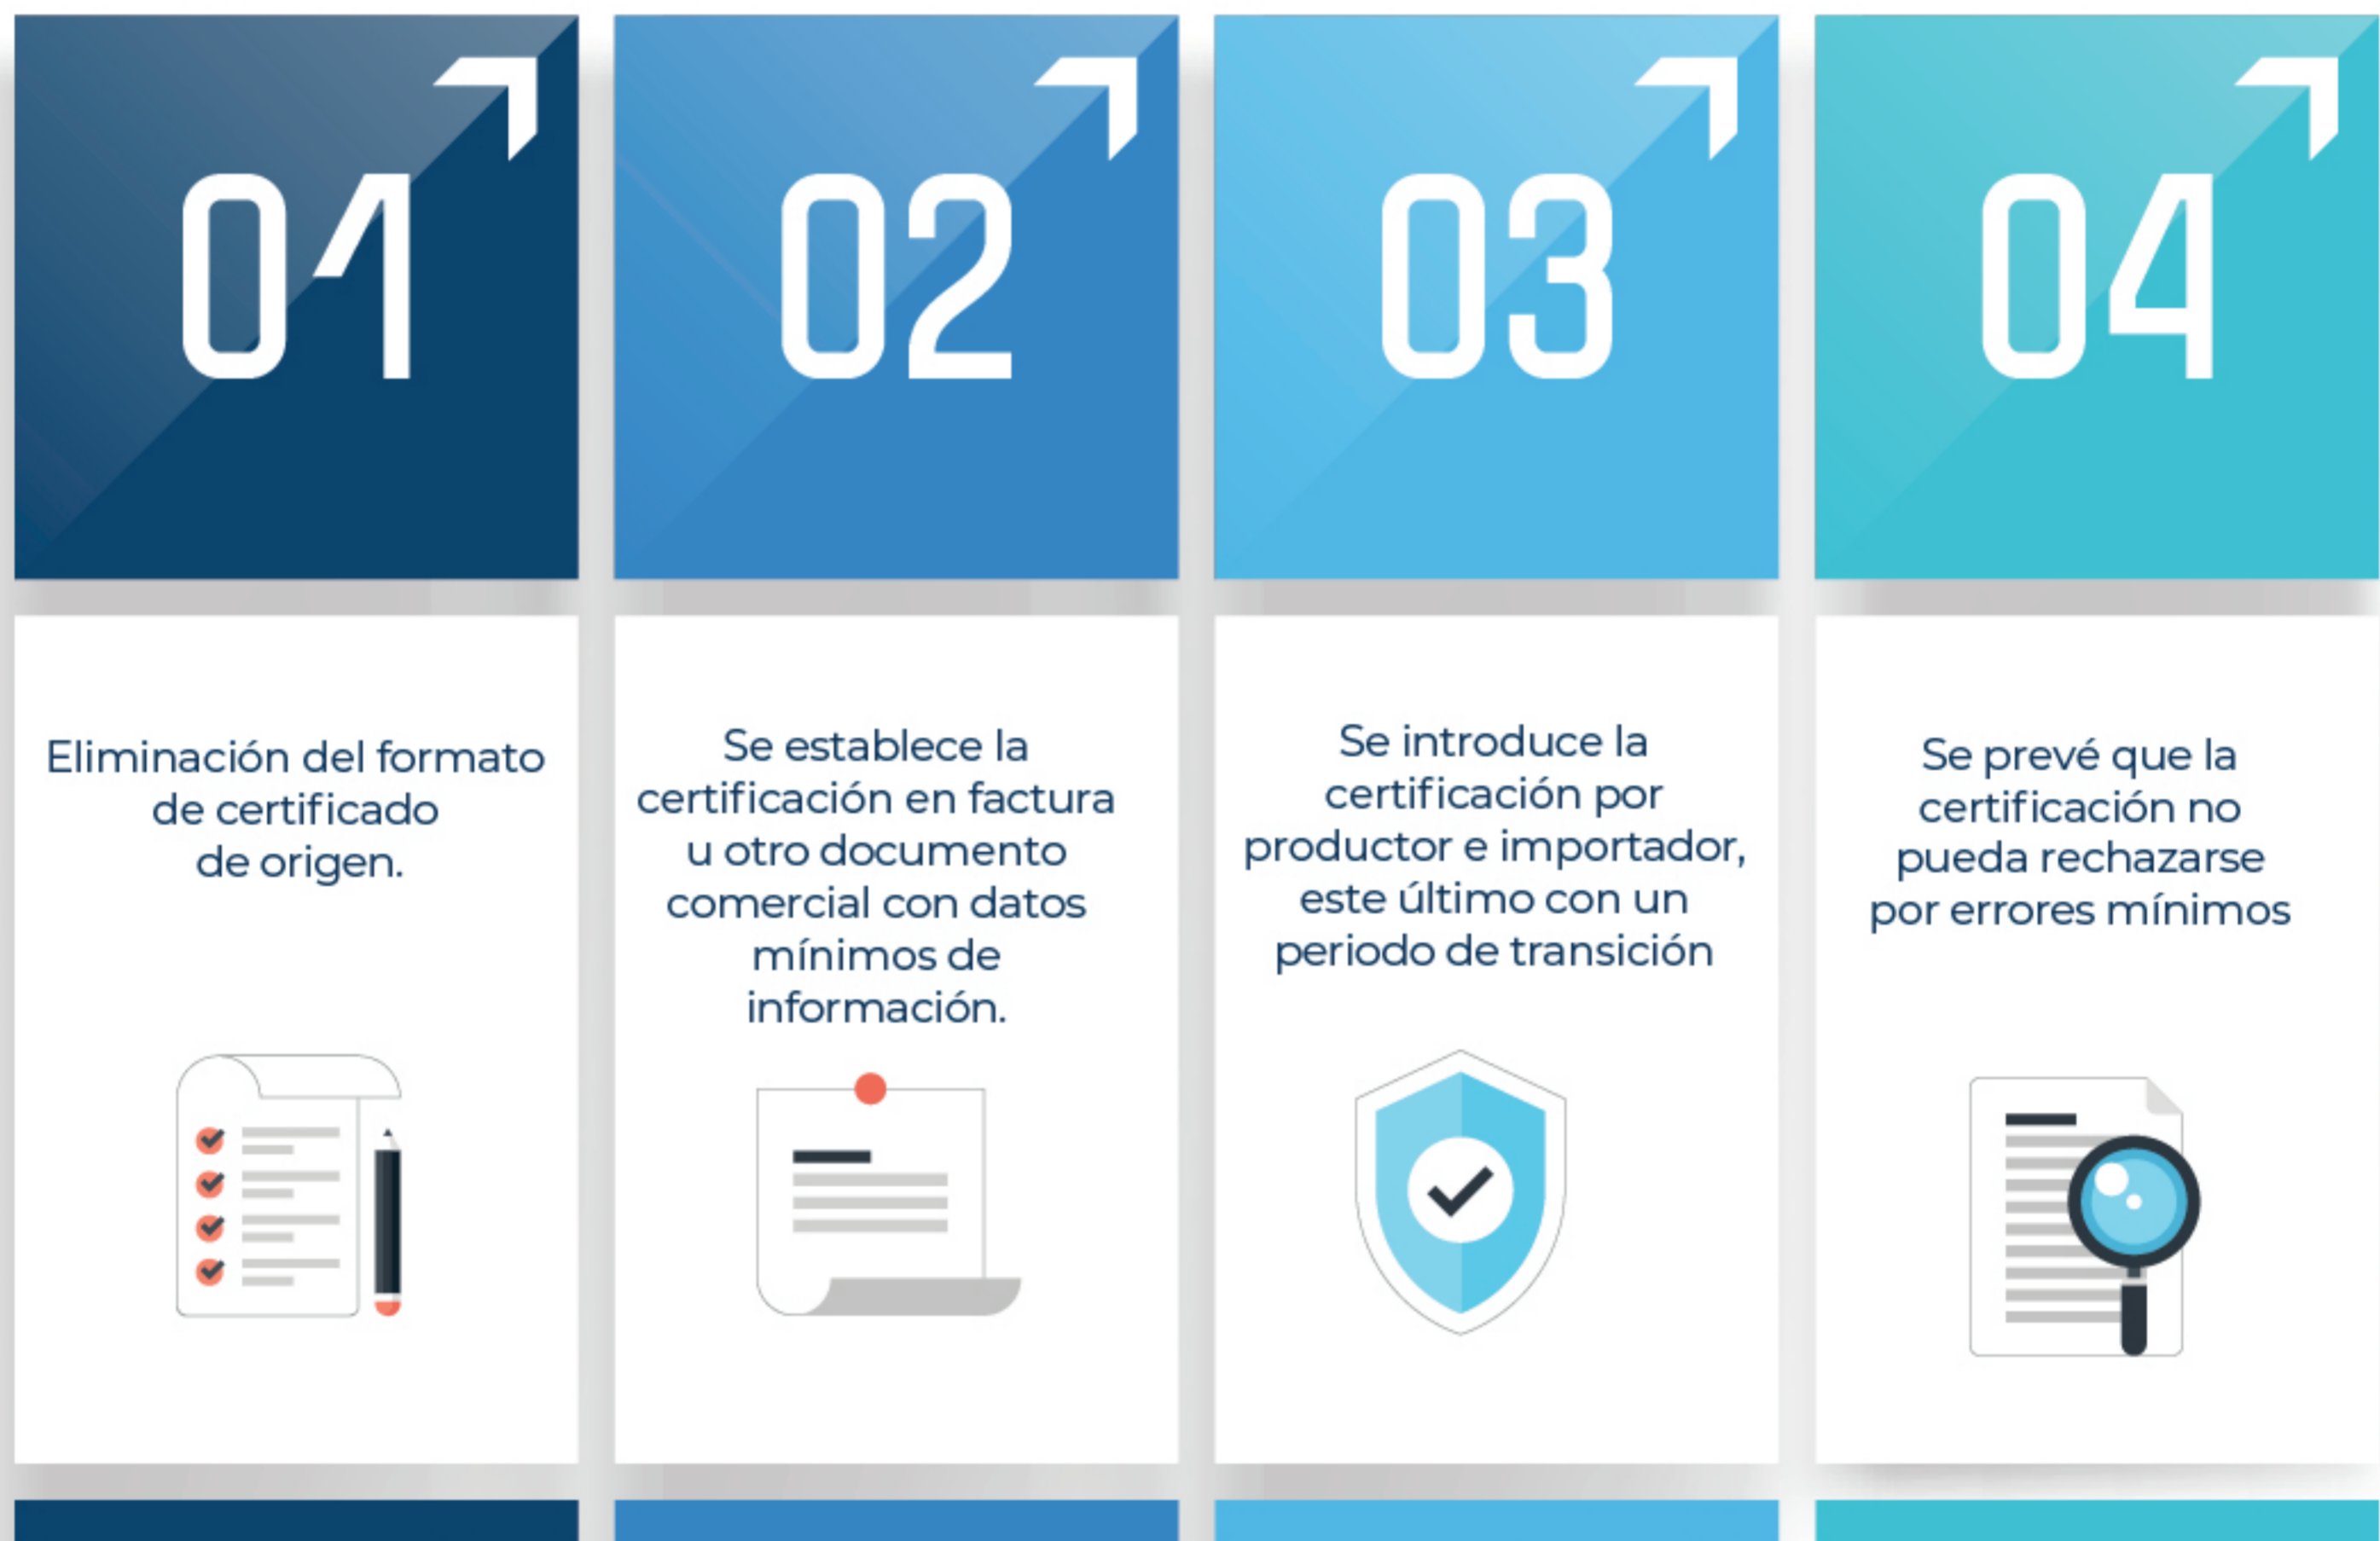 01
02
03
04
Eliminación del formato
de certificado
de origen.
Se establece la
certificación en factura
u otro documento
comercial con datos
mínimos de
información.
Se introduce la
certificación por
productor e importador,
este último con un
periodo de transición
Se prevé que la
certificación no
pueda rechazarse
por errores mínimos